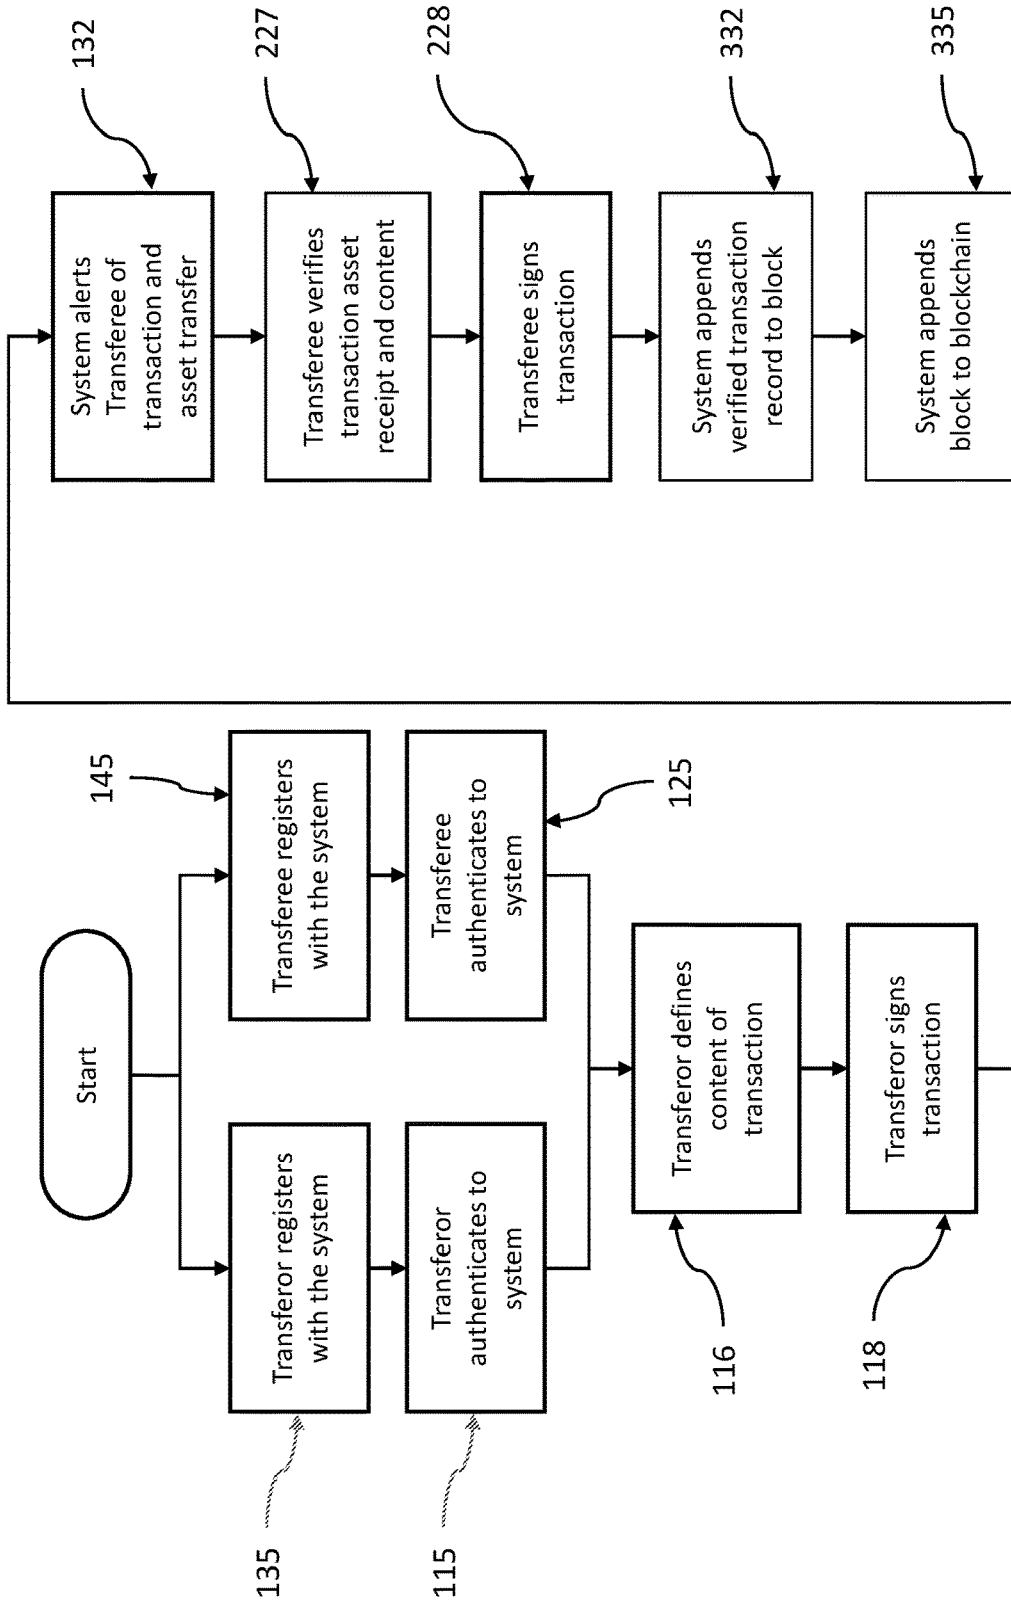 Start
135
Transferor registers
with the system
145
Transferee registers
with the system
115
Transferor
authenticates to
system
125
Transferee
authenticates to
system
116
Transferor defines
content of
transaction
118
Transferor signs
transaction
132
System alerts
Transferee of
transaction and
asset transfer
227
Transferee verifies
transaction asset
receipt and content
228
Transferee signs
transaction
332
System appends
verified transaction
record to block
335
System appends
block to blockchain